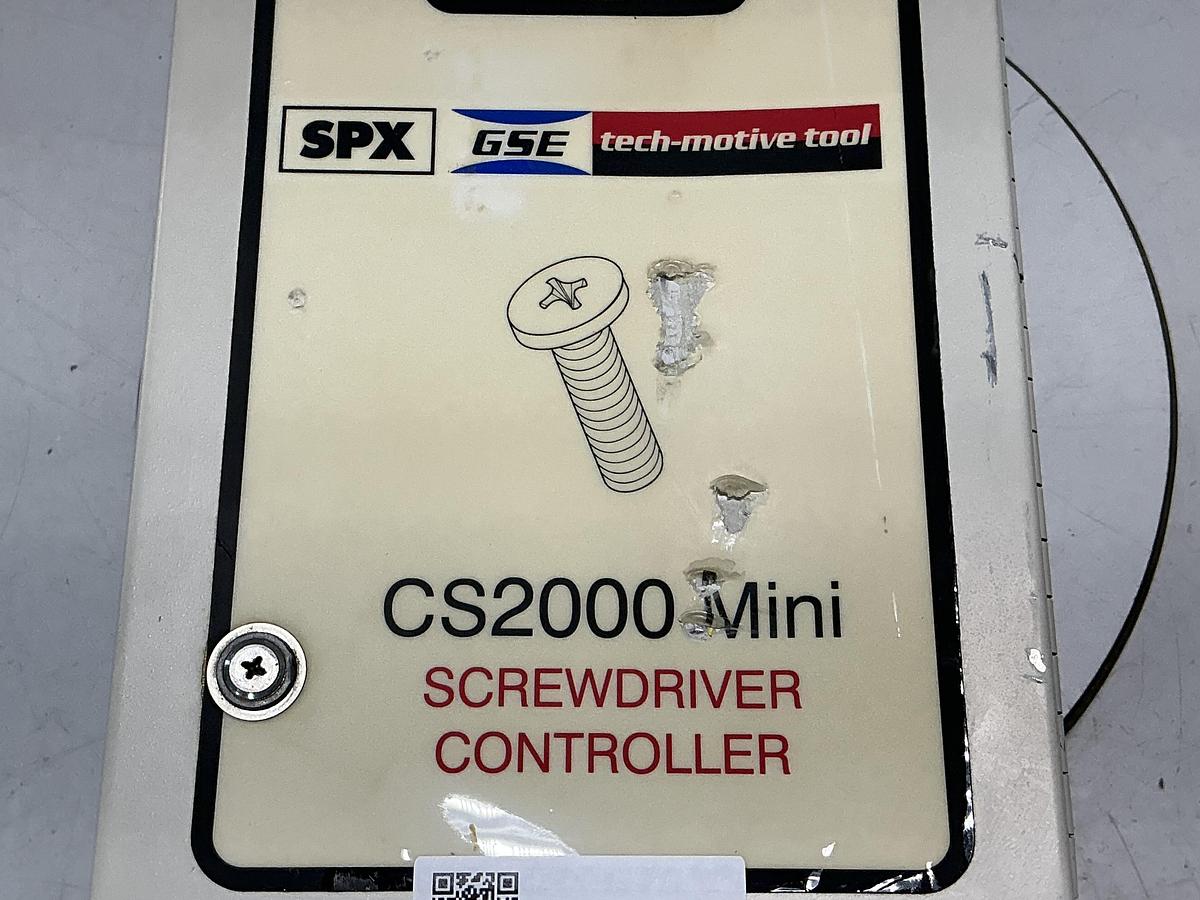 SPX GSE tech-motive tool
CS2000 Mini
SCREWDRIVER
CONTROLLER